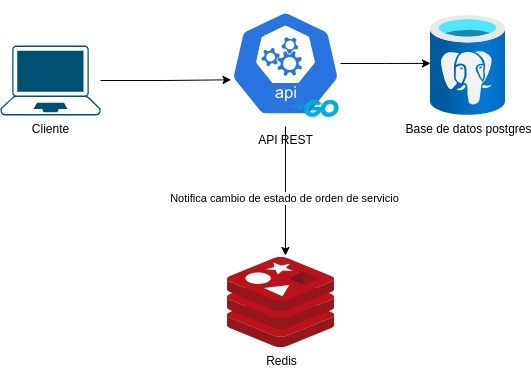 api
GO
Cliente
API REST
Base de datos postgres
Notifica cambio de estado de orden de servicio
Redis